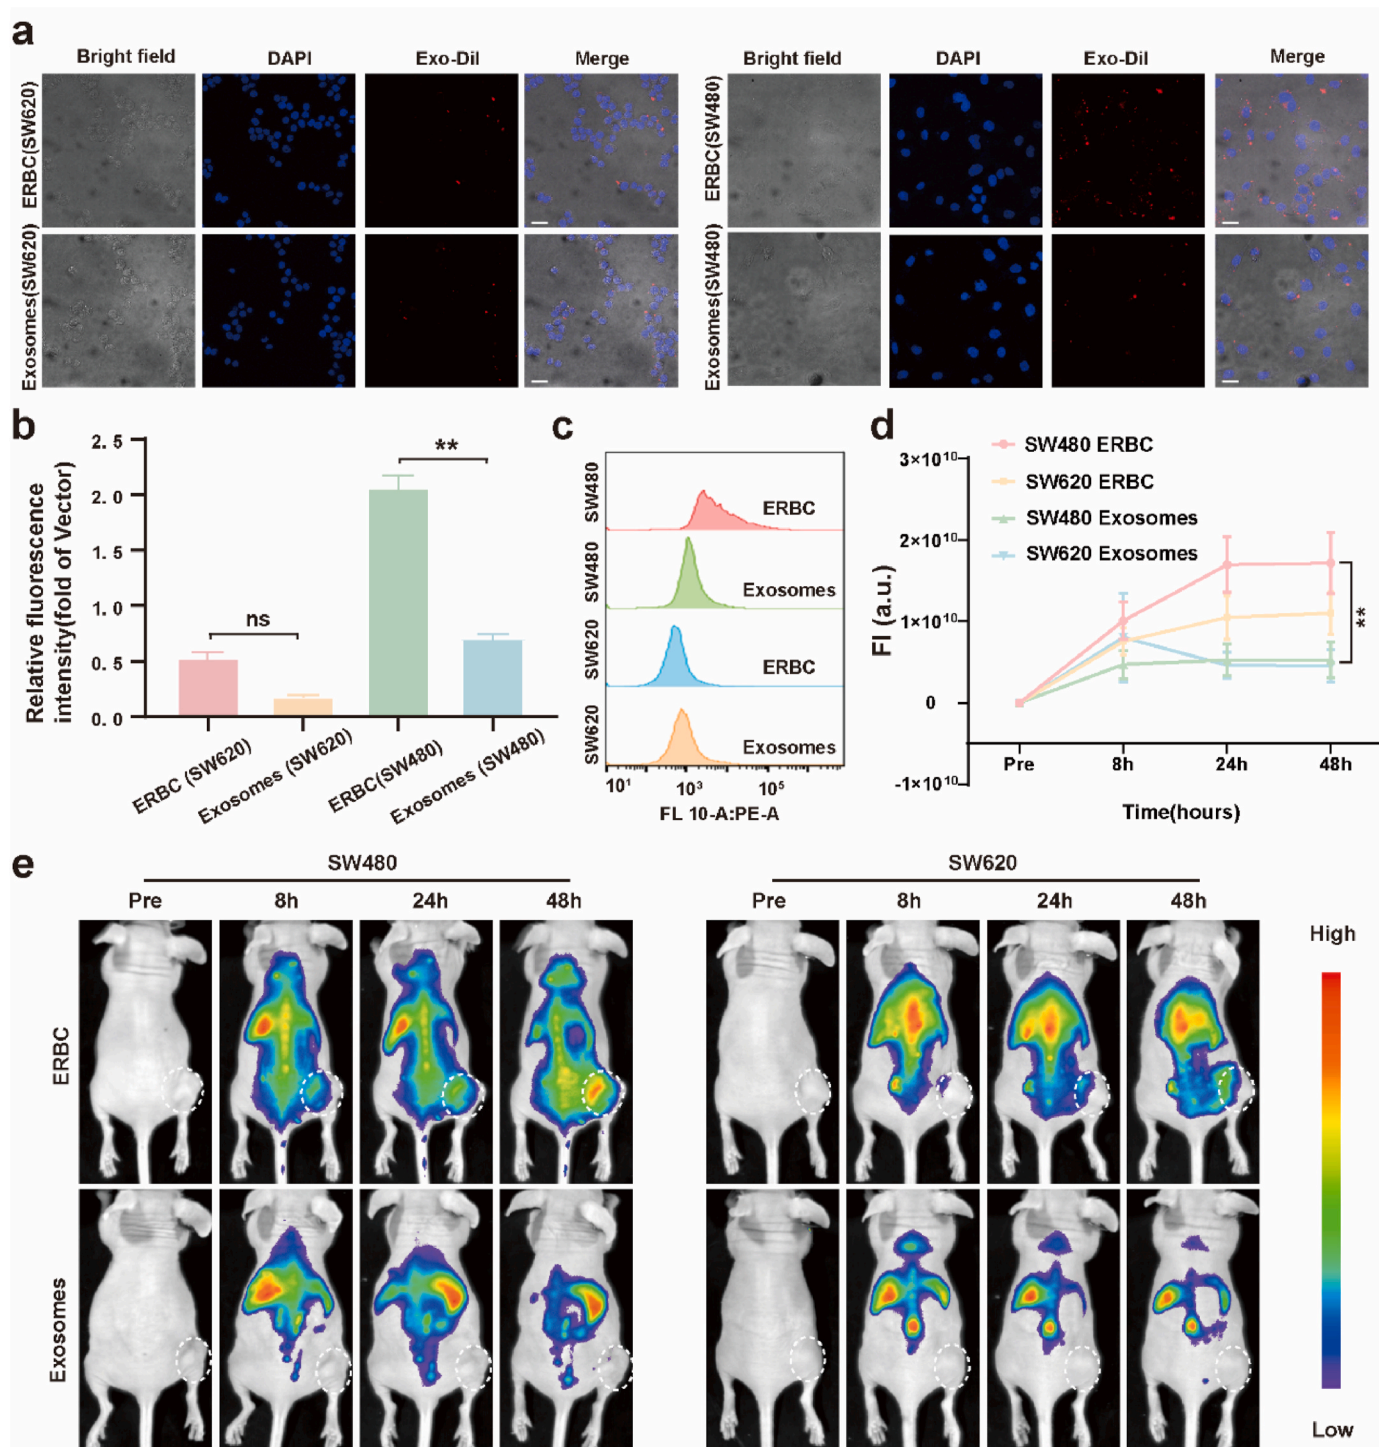 a
Bright field DAPI Exo-Dil Merge Bright field DAPI Exo-Dil Merge
ERBC(SW620)
ERBC(SW480)
Exosomes(SW620)
Exosomes(SW480)
b
Relative fluorescence
intensity(fold of Vector)
2.5
2.0
1.5
1.0
0.5
0.0
ns
**
ERBC (SW620)
Exosomes (SW620)
ERBC(SW480)
Exosomes (SW480)
c
SW480 ERBC
SW480 Exosomes
SW620 ERBC
SW620 Exosomes
10¹ 10³ 10⁵
FL 10-A:PE-A
d
SW480 ERBC
SW620 ERBC
SW480 Exosomes
SW620 Exosomes
FI (a.u.)
3×10¹⁰
2×10¹⁰
1×10¹⁰
0
-1×10¹⁰
**
Pre 8h 24h 48h
Time(hours)
e
SW480 SW620
Pre 8h 24h 48h Pre 8h 24h 48h
ERBC
Exosomes
High
Low